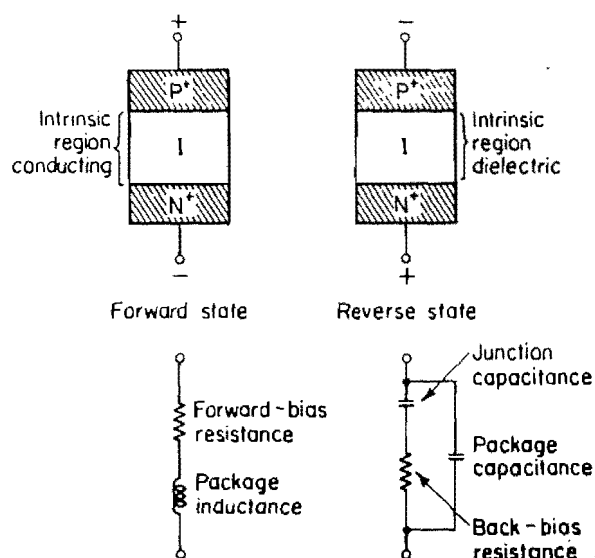 +
P+
Intrinsic
region
conducting
I
N+
−
Forward state
−
P+
I
Intrinsic
region
dielectric
N+
+
Reverse state
Forward-bias
resistance
Package
inductance
Junction
capacitance
Package
capacitance
Back-bias
resistance